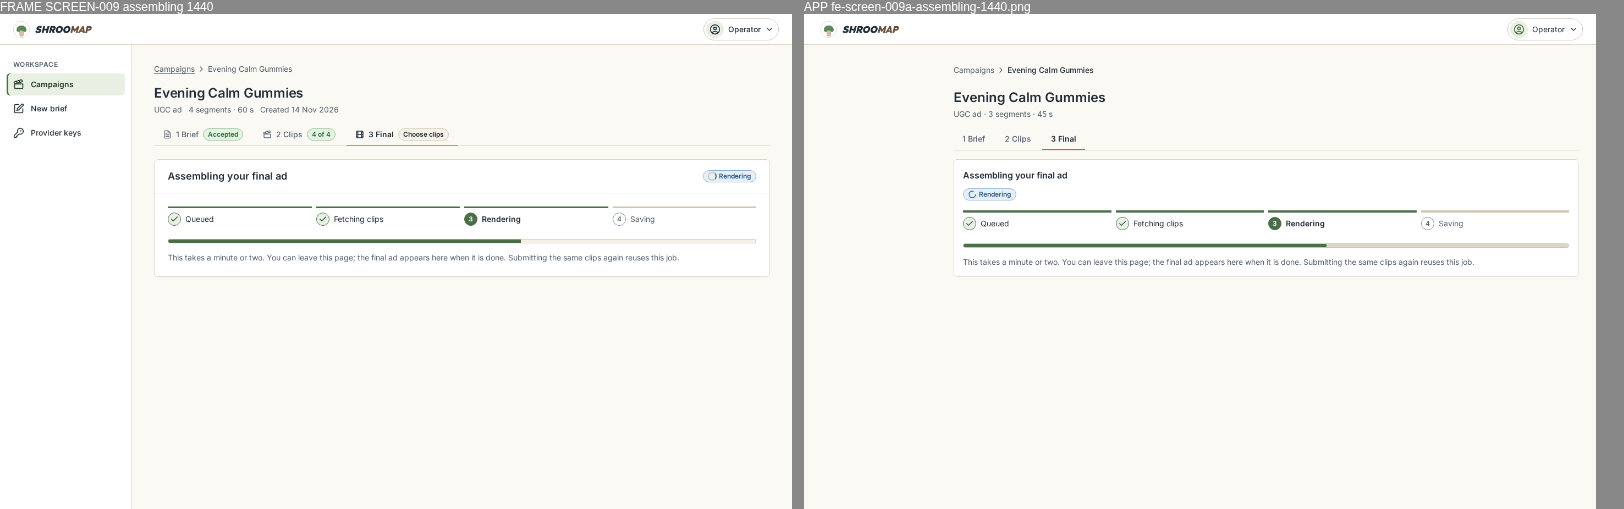 FRAME SCREEN-009 assembling 1440
SHROOMAP
Operator
WORKSPACE
Campaigns
New brief
Provider keys
Campaigns > Evening Calm Gummies
Evening Calm Gummies
UGC ad 4 segments · 60 s Created 14 Nov 2026
1 Brief Accepted 2 Clips 4 of 4 3 Final Choose clips
Assembling your final ad Rendering
Queued Fetching clips 3 Rendering 4 Saving
This takes a minute or two. You can leave this page; the final ad appears here when it is done. Submitting the same clips again reuses this job.
APP fe-screen-009a-assembling-1440.png
SHROOMAP
Operator
Campaigns > Evening Calm Gummies
Evening Calm Gummies
UGC ad · 3 segments · 45 s
1 Brief 2 Clips 3 Final
Assembling your final ad
Rendering
Queued Fetching clips 3 Rendering 4 Saving
This takes a minute or two. You can leave this page; the final ad appears here when it is done. Submitting the same clips again reuses this job.